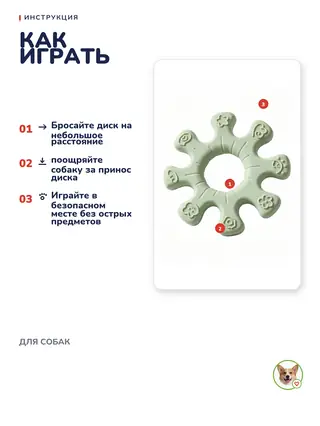 ИНСТРУКЦИЯ
КАК
ИГРАТЬ
01 → Бросайте диск на
небольшое
расстояние
02 поощряйте
собаку за принос
диска
03 Играйте в
безопасном
месте без острых
предметов
3
1
2
ДЛЯ СОБАК